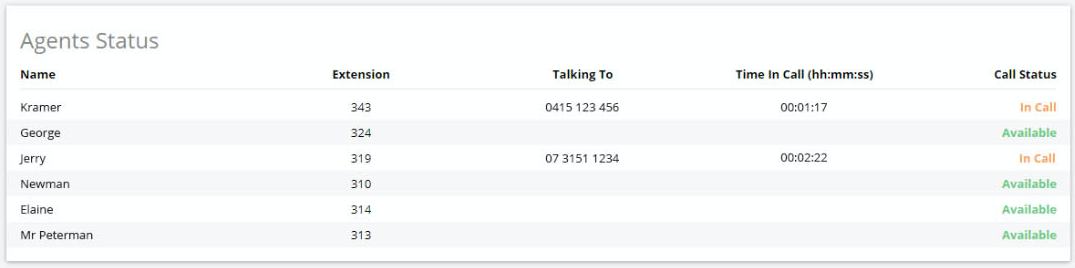 Agents Status
Name Extension Talking To Time In Call (hh:mm:ss) Call Status
Kramer 343 0415 123 456 00:01:17 In Call
George 324 Available
Jerry 319 07 3151 1234 00:02:22 In Call
Newman 310 Available
Elaine 314 Available
Mr Peterman 313 Available